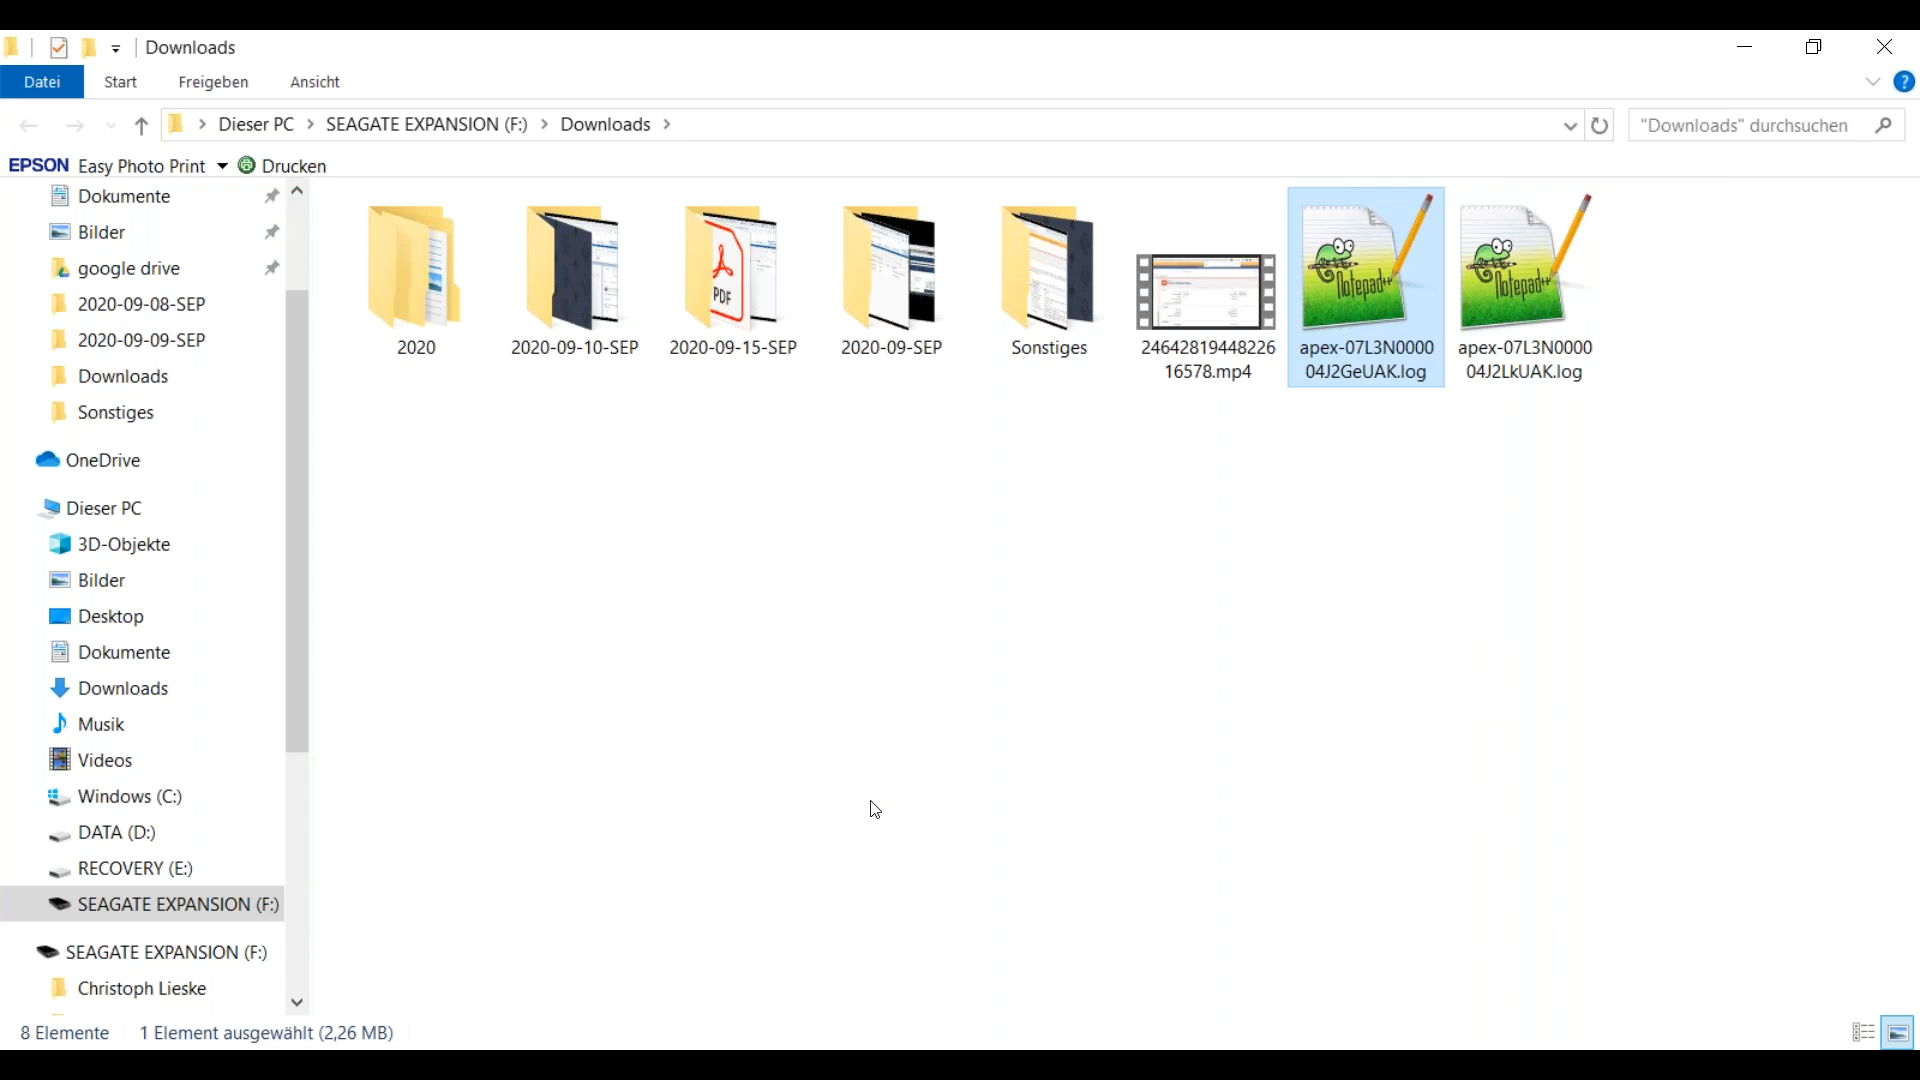 Downloads
Datei Start Freigeben Ansicht
Dieser PC SEAGATE EXPANSION (F:) Downloads
"Downloads" durchsuchen
EPSON Easy Photo Print Drucken
Dokumente
Bilder
google drive
2020-09-08-SEP
2020-09-09-SEP
Downloads
Sonstiges
OneDrive
Dieser PC
3D-Objekte
Bilder
Desktop
Dokumente
Downloads
Musik
Videos
Windows (C:)
DATA (D:)
RECOVERY (E:)
SEAGATE EXPANSION (F:)
SEAGATE EXPANSION (F:)
Christoph Lieske
PDF
Notepad++
Notepad++
2020
2020-09-10-SEP
2020-09-15-SEP
2020-09-SEP
Sonstiges
24642819448226
16578.mp4
apex-07L3N0000
04J2GeUAK.log
apex-07L3N0000
04J2LkUAK.log
8 Elemente 1 Element ausgewählt (2,26 MB)